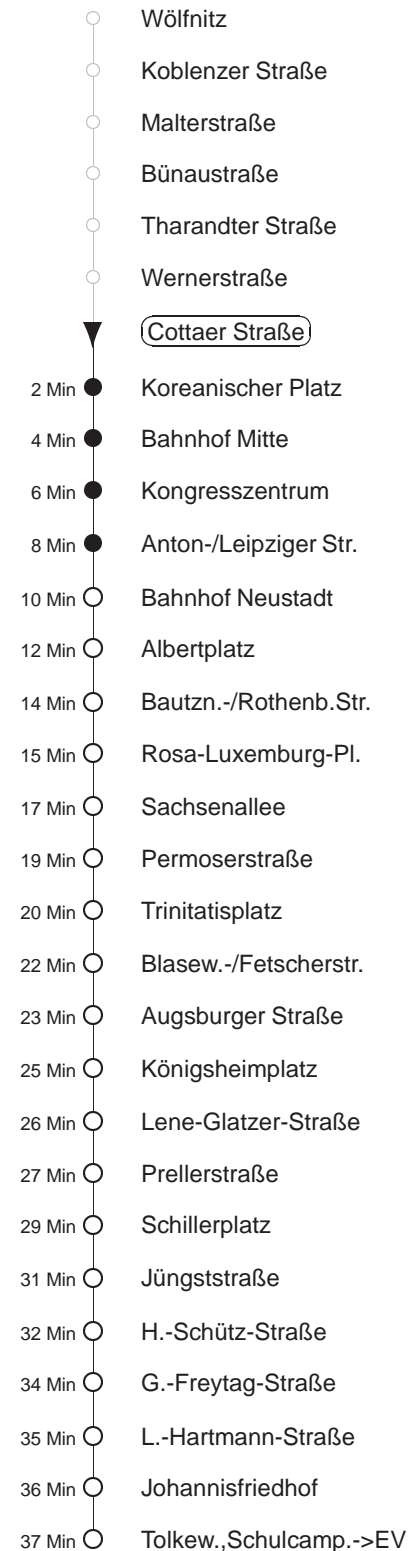 Wölfnitz
Koblenzer Straße
Malterstraße
Bünaustraße
Tharandter Straße
Wernerstraße
Cottaer Straße
2 Min Koreanischer Platz
4 Min Bahnhof Mitte
6 Min Kongresszentrum
8 Min Anton-/Leipziger Str.
10 Min Bahnhof Neustadt
12 Min Albertplatz
14 Min Bautzn.-/Rothenb.Str.
15 Min Rosa-Luxemburg-Pl.
17 Min Sachsenallee
19 Min Permoserstraße
20 Min Trinitatisplatz
22 Min Blasew.-/Fetscherstr.
23 Min Augsburger Straße
25 Min Königsheimplatz
26 Min Lene-Glatzer-Straße
27 Min Prellerstraße
29 Min Schillerplatz
31 Min Jüngststraße
32 Min H.-Schütz-Straße
34 Min G.-Freytag-Straße
35 Min L.-Hartmann-Straße
36 Min Johannisfriedhof
37 Min Tolkew.,Schulcamp.->EV